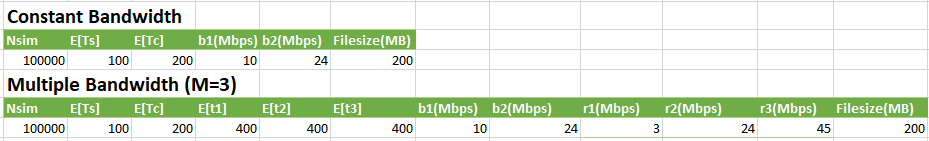 Constant Bandwidth
Nsim E[Ts] E[Tc] b1(Mbps) b2(Mbps) Filesize(MB)
100000 100 200 10 24 200
Multiple Bandwidth (M=3)
Nsim E[Ts] E[Tc] E[t1] E[t2] E[t3] b1(Mbps) b2(Mbps) r1(Mbps) r2(Mbps) r3(Mbps) Filesize(MB)
100000 100 200 400 400 400 10 24 3 24 45 200